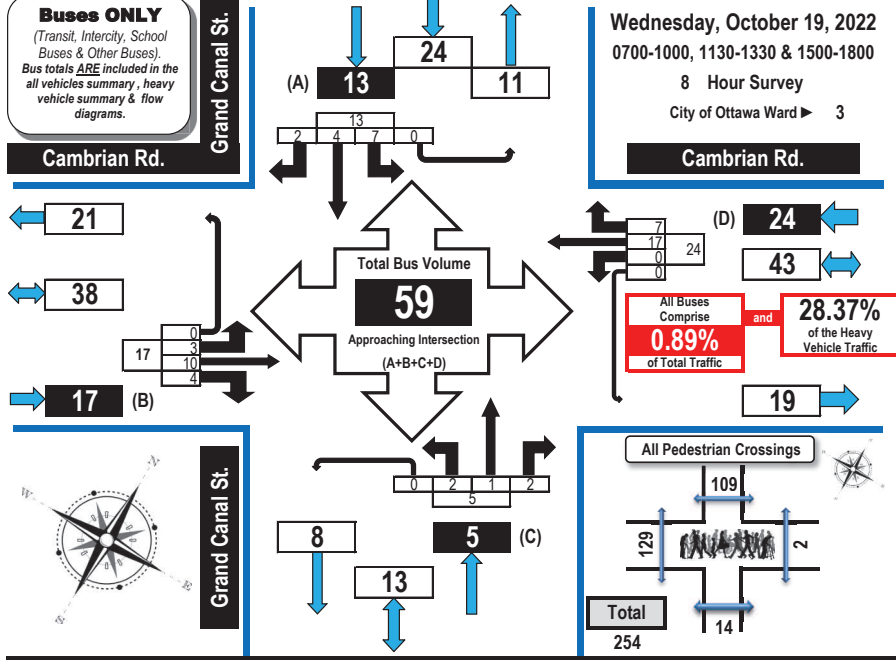 Buses ONLY
(Transit, Intercity, School
Buses & Other Buses).
Bus totals ARE included in the
all vehicles summary , heavy
vehicle summary & flow
diagrams.
Grand Canal St.
Cambrian Rd.
24
(A) 13
11
13
2 4 7 0
Wednesday, October 19, 2022
0700-1000, 1130-1330 & 1500-1800
8 Hour Survey
City of Ottawa Ward ► 3
Cambrian Rd.
21
38
0
17 3
10
4
17 (B)
Total Bus Volume
59
Approaching Intersection
(A+B+C+D)
7
17 24
0
0
(D) 24
43
All Buses
Comprise
0.89%
of Total Traffic
and
28.37%
of the Heavy
Vehicle Traffic
19
N
W
E
S
Grand Canal St.
0 2 1 2
5
8
5 (C)
13
All Pedestrian Crossings
109
129
2
14
Total
254